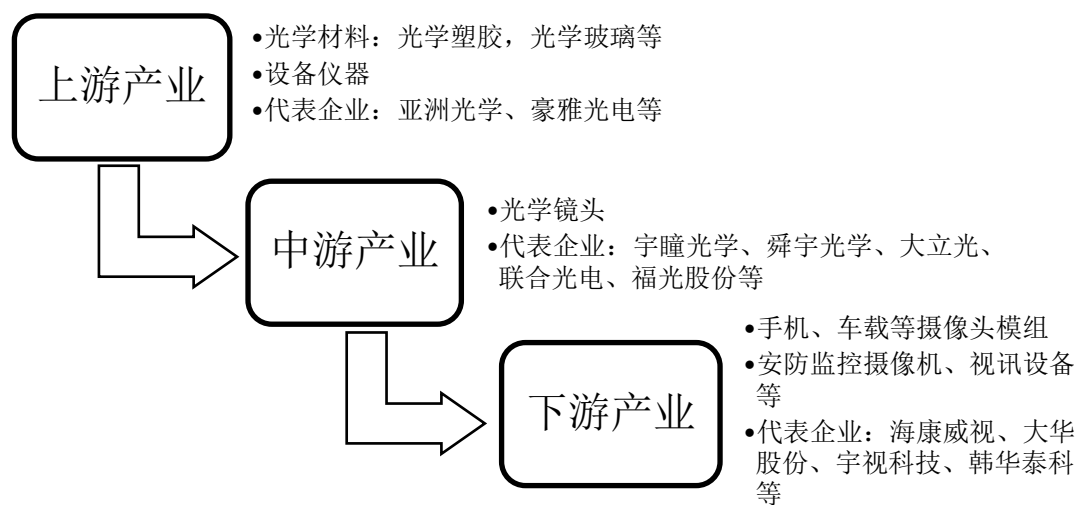 上游产业
•光学材料：光学塑胶，光学玻璃等
•设备仪器
•代表企业：亚洲光学、豪雅光电等
中游产业
•光学镜头
•代表企业：宇瞳光学、舜宇光学、大立光、
联合光电、福光股份等
下游产业
•手机、车载等摄像头模组
•安防监控摄像机、视讯设备
等
•代表企业：海康威视、大华
股份、宇视科技、韩华泰科
等